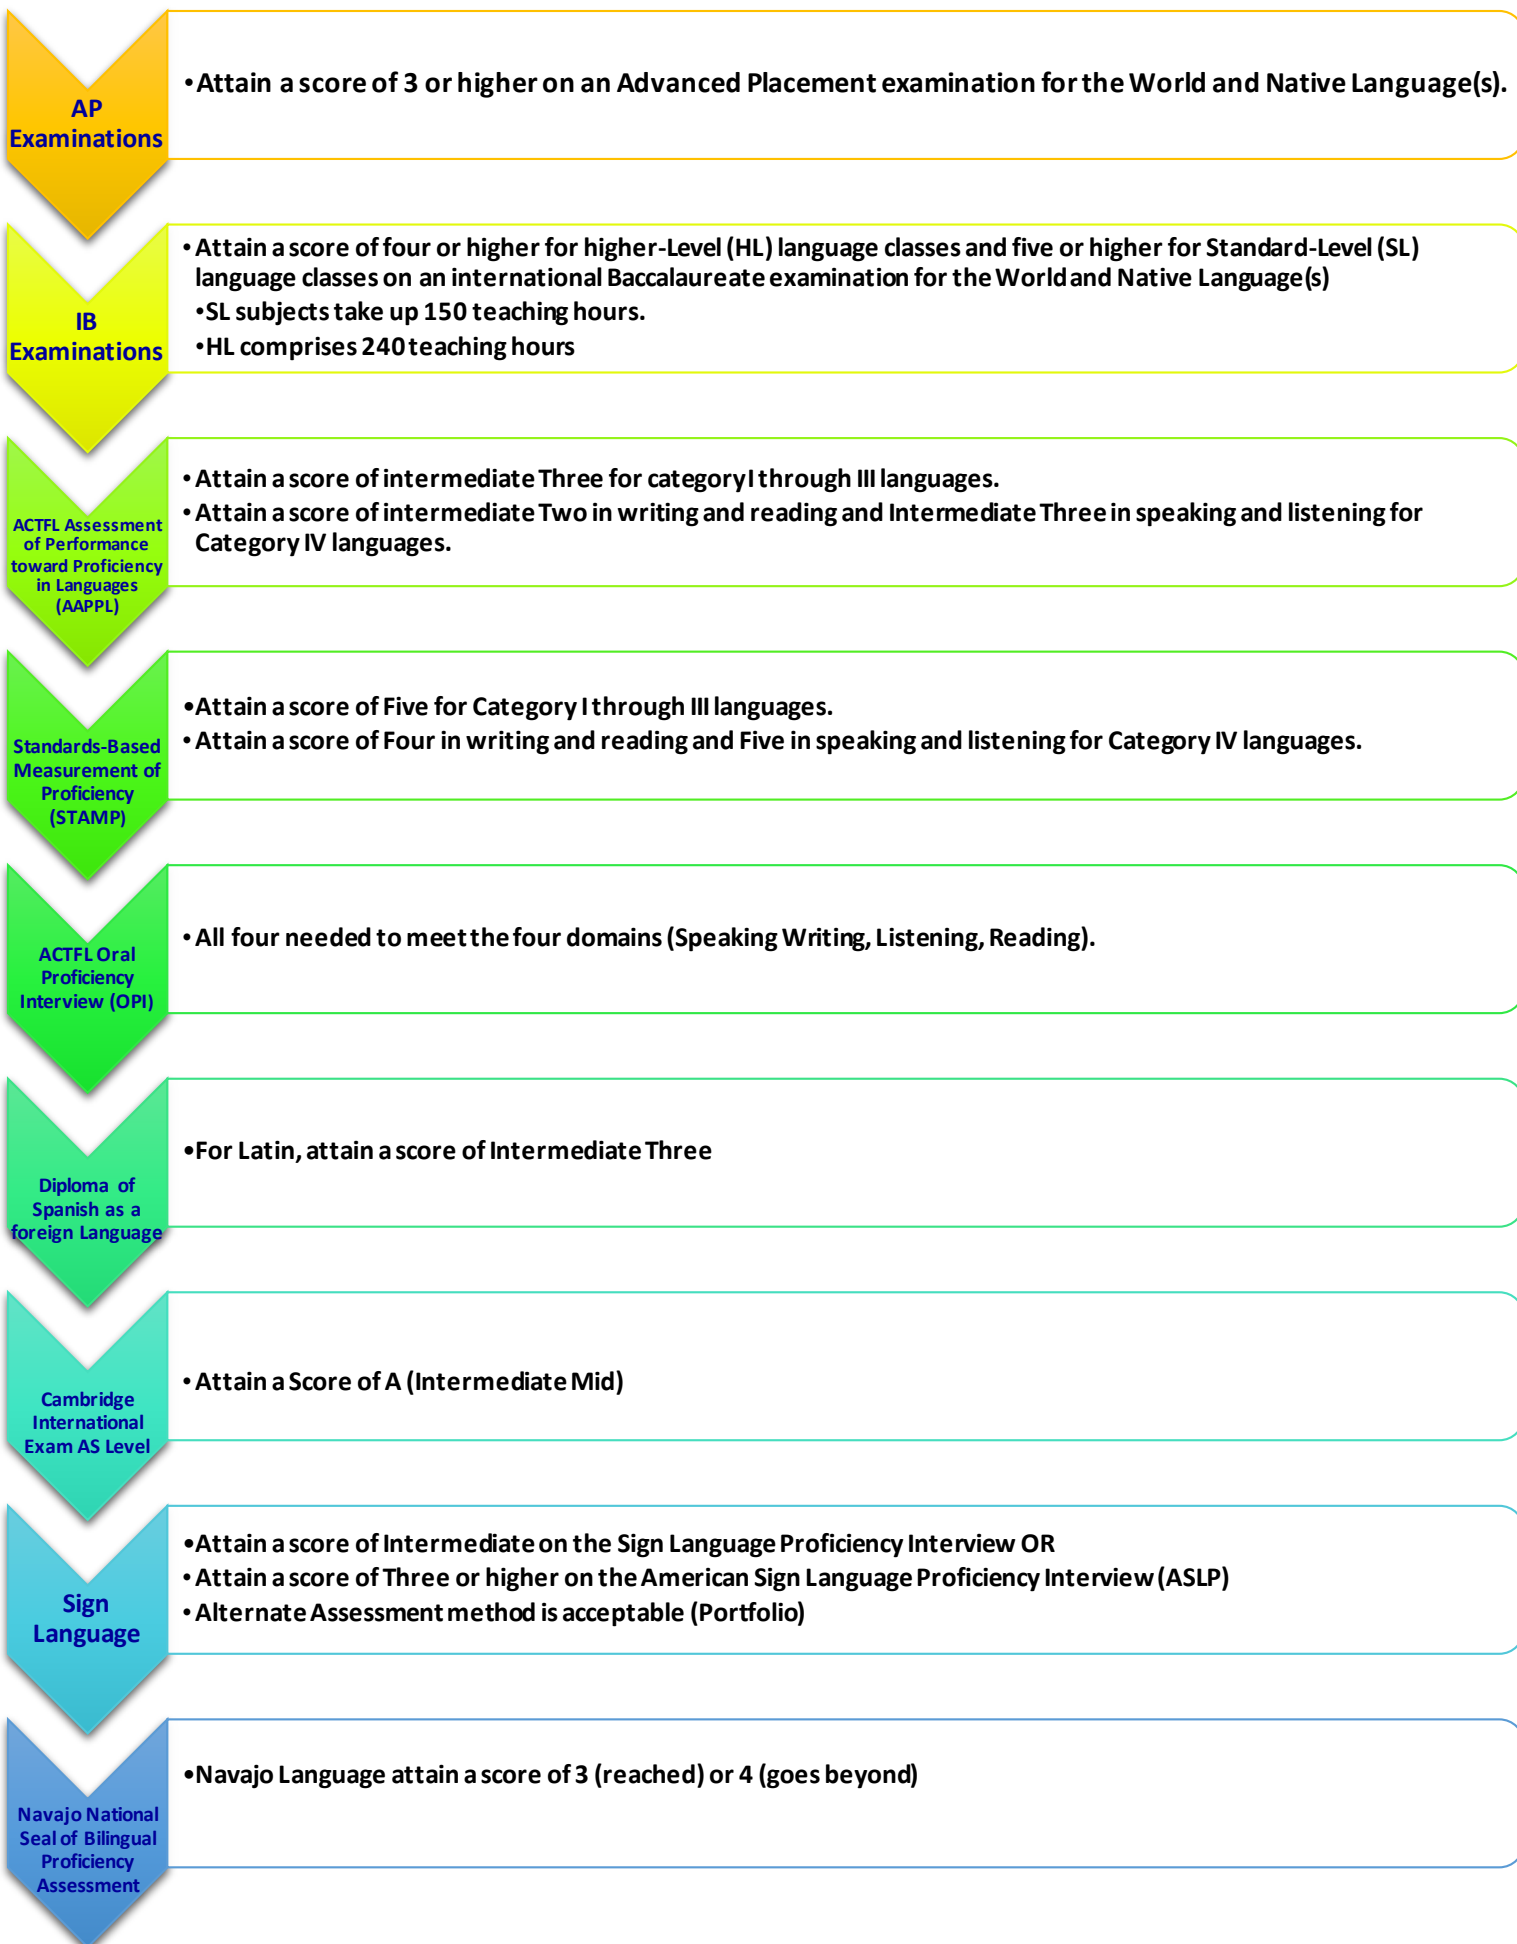 AP
Examinations
•Attain a score of 3 or higher on an Advanced Placement examination for the World and Native Language(s).
IB
Examinations
•Attain a score of four or higher for higher-Level (HL) language classes and five or higher for Standard-Level (SL)
language classes on an international Baccalaureate examination for the World and Native Language(s)
•SL subjects take up 150 teaching hours.
•HL comprises 240 teaching hours
ACTFL Assessment
of Performance
toward Proficiency
in Languages
(AAPPL)
•Attain a score of intermediate Three for category I through III languages.
•Attain a score of intermediate Two in writing and reading and Intermediate Three in speaking and listening for
Category IV languages.
Standards-Based
Measurement of
Proficiency
(STAMP)
•Attain a score of Five for Category I through III languages.
•Attain a score of Four in writing and reading and Five in speaking and listening for Category IV languages.
ACTFL Oral
Proficiency
Interview (OPI)
•All four needed to meet the four domains (Speaking Writing, Listening, Reading).
Diploma of
Spanish as a
foreign Language
•For Latin, attain a score of Intermediate Three
Cambridge
International
Exam AS Level
•Attain a Score of A (Intermediate Mid)
Sign
Language
•Attain a score of Intermediate on the Sign Language Proficiency Interview OR
•Attain a score of Three or higher on the American Sign Language Proficiency Interview (ASLP)
•Alternate Assessment method is acceptable (Portfolio)
Navajo National
Seal of Bilingual
Proficiency
Assessment
•Navajo Language attain a score of 3 (reached) or 4 (goes beyond)